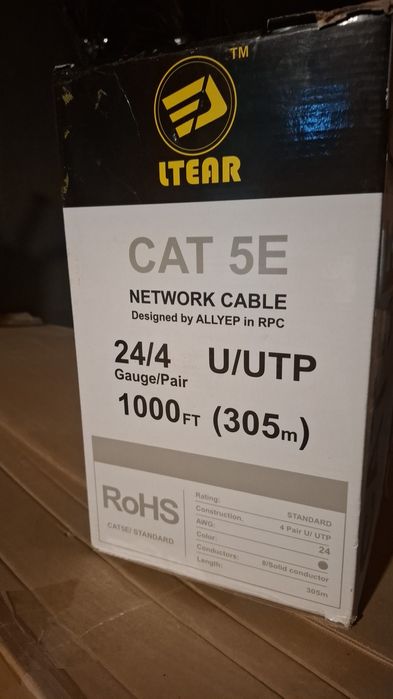 TM
LTEAR
CAT 5E
NETWORK CABLE
Designed by ALLYEP in RPC
24/4 U/UTP
Gauge/Pair
1000FT (305m)
RoHS
CAT5E/ STANDARD
Rating: STANDARD
Construction. 4 Pair U/ UTP
AWG: 24
Color:
Conductors: 8/Solid conductor
Length: 305m